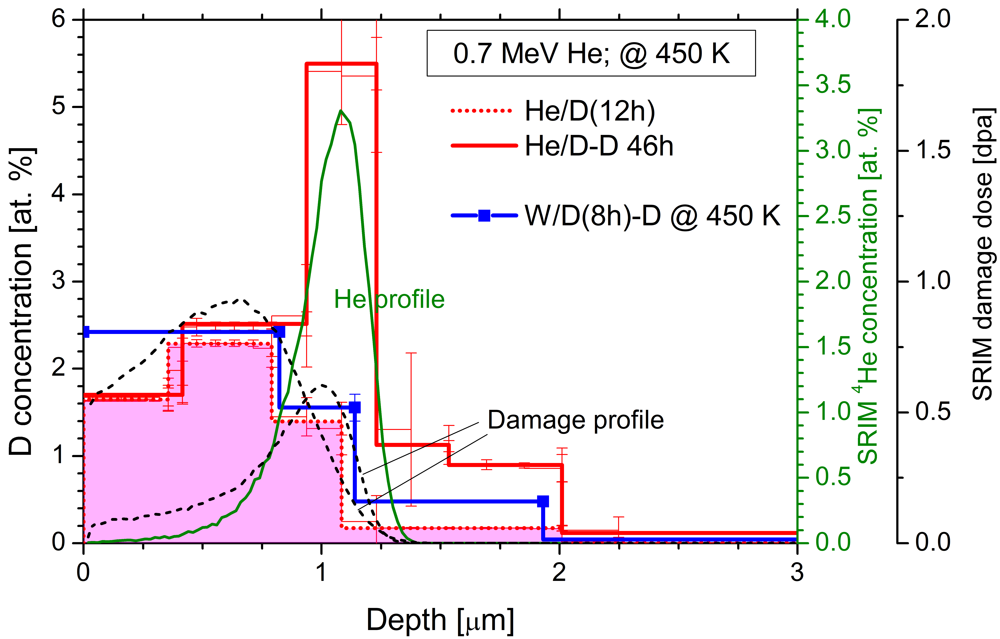 0.7 MeV He; @ 450 K
He/D(12h)
He/D-D 46h
W/D(8h)-D @ 450 K
He profile
Damage profile
D concentration [at. %]
6
5
4
3
2
1
0
0
1
2
3
Depth [μm]
4.0
3.5
3.0
2.5
2.0
1.5
1.0
0.5
0.0
SRIM ⁴He concentration [at. %]
2.0
1.5
1.0
0.5
0.0
SRIM damage dose [dpa]